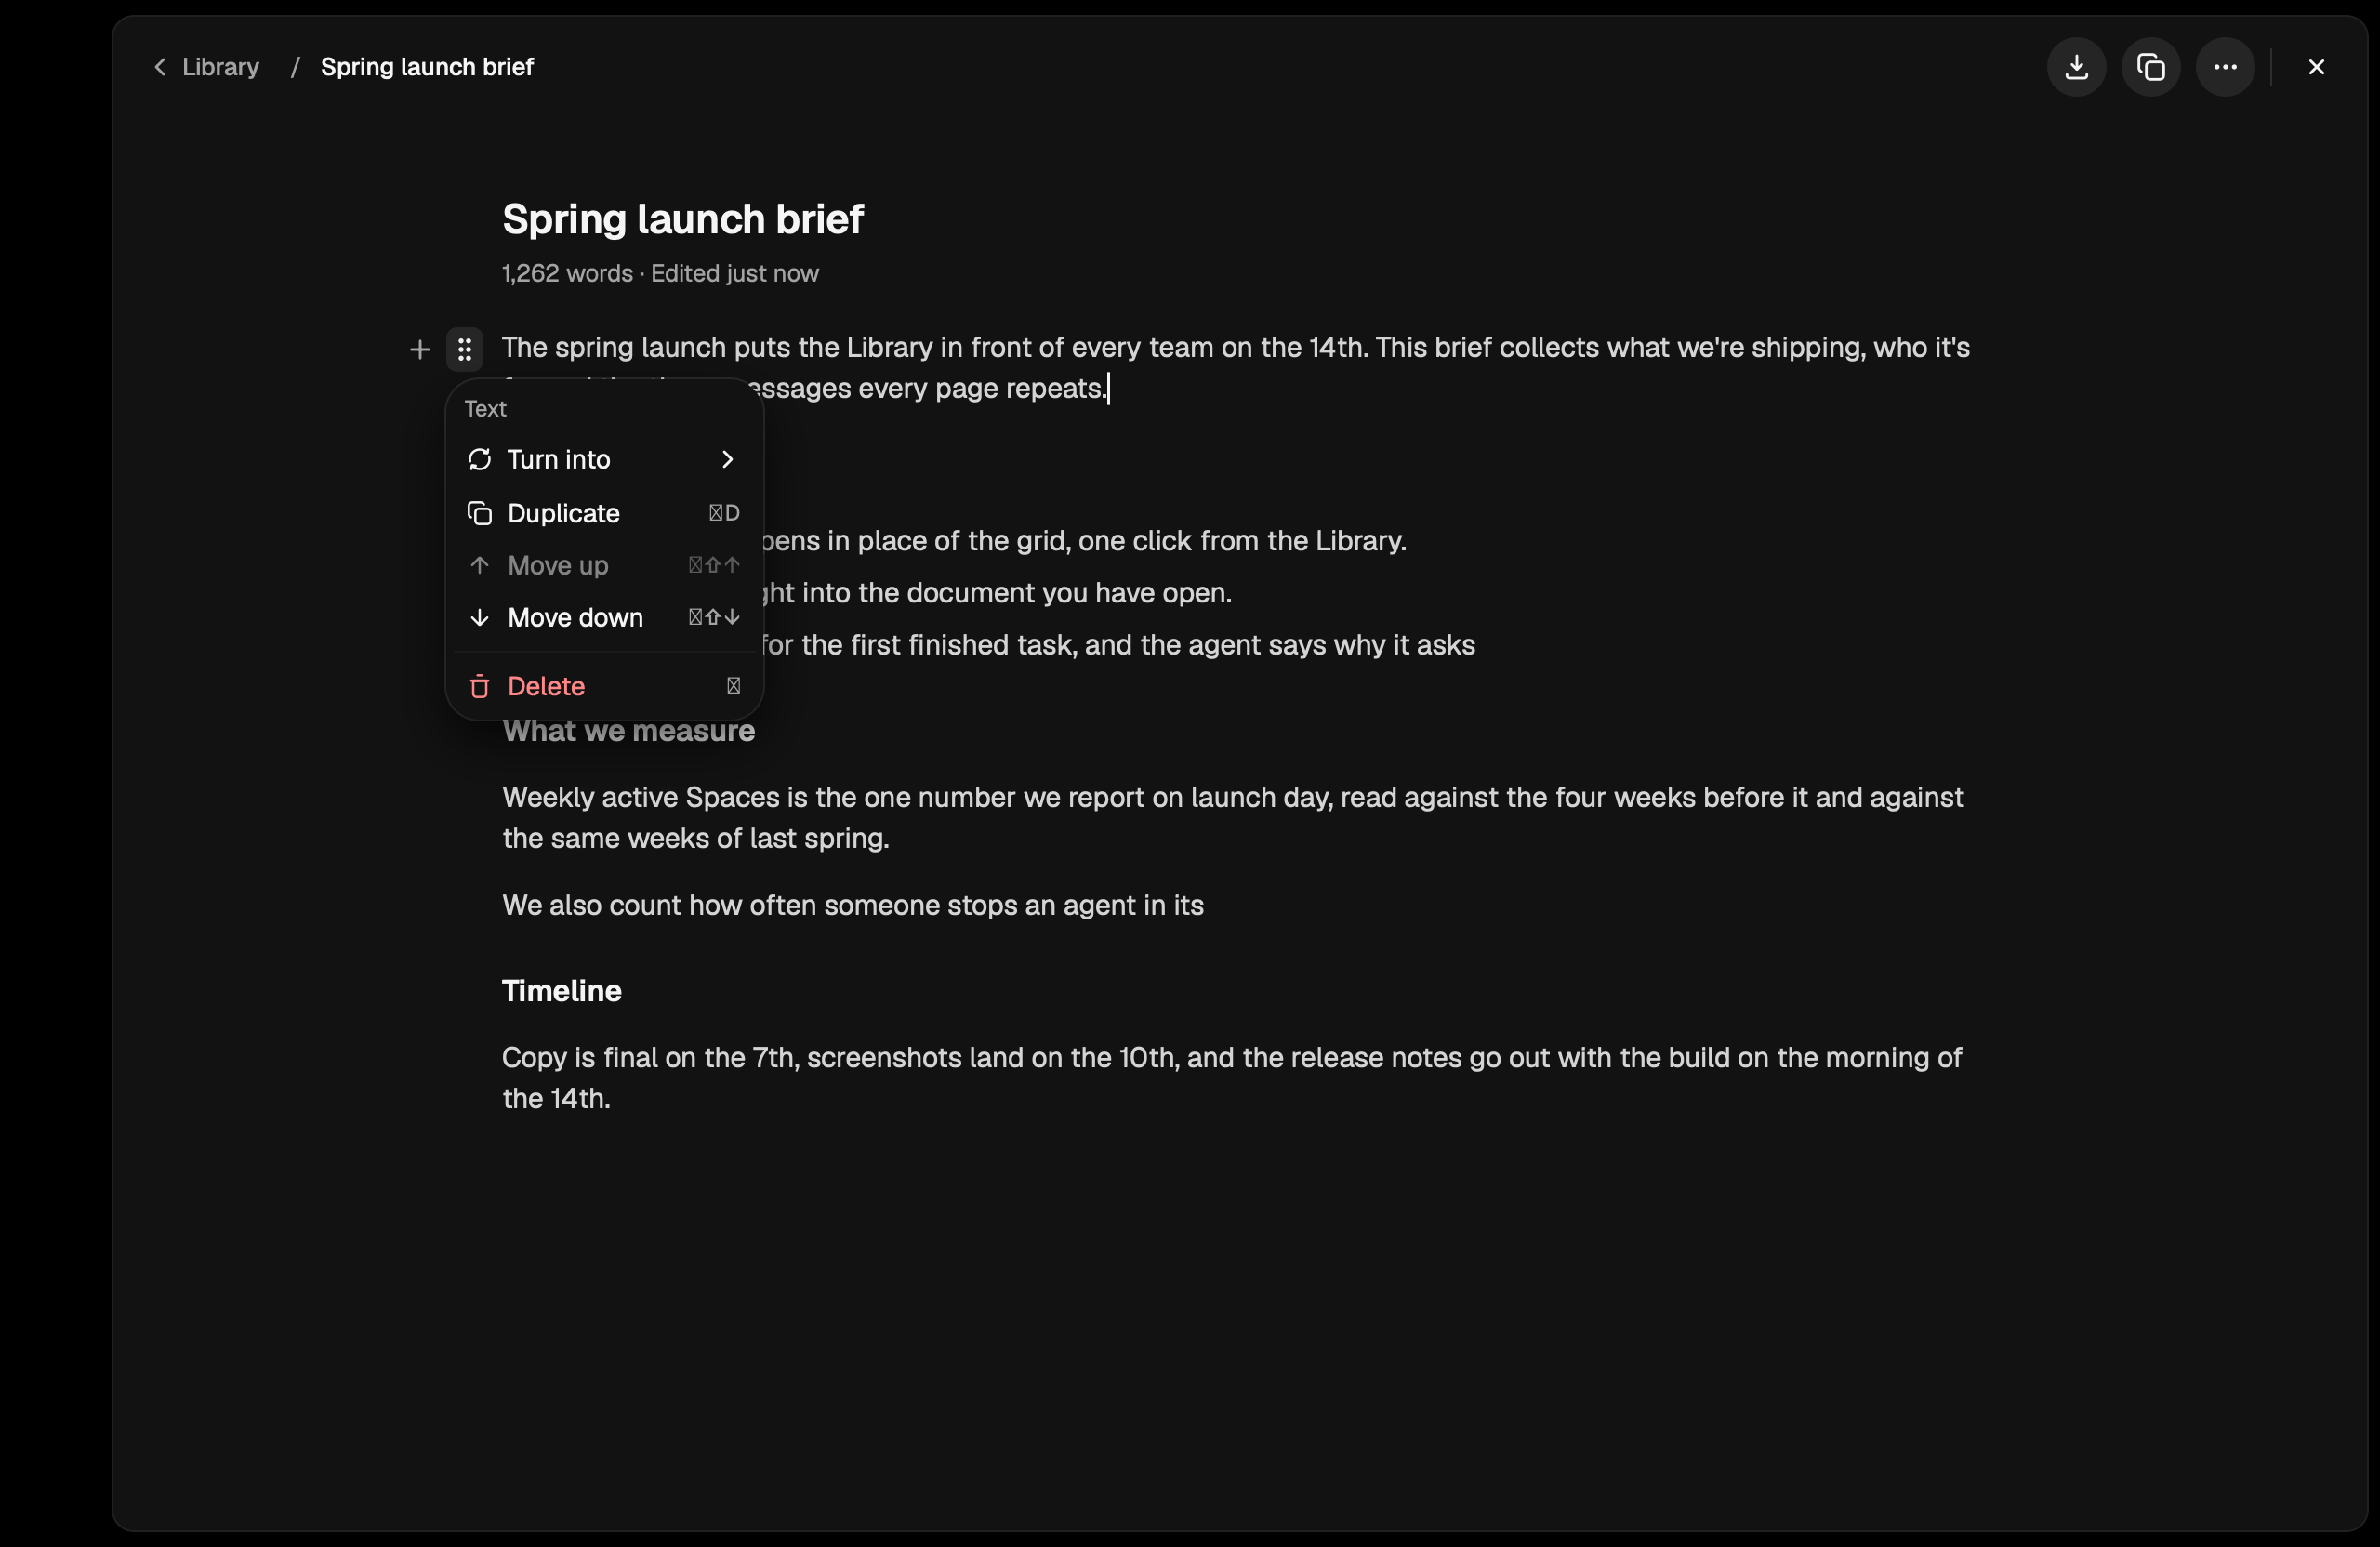 Library / Spring launch brief
Spring launch brief
1,262 words · Edited just now
The spring launch puts the Library in front of every team on the 14th. This brief collects what we're shipping, who it's
every page repeats.
Text
Turn into
Duplicate D
Move up ⇧↑
Move down ⇧↓
Delete
in place of the grid, one click from the Library.
into the document you have open.
for the first finished task, and the agent says why it asks
What we measure
Weekly active Spaces is the one number we report on launch day, read against the four weeks before it and against
the same weeks of last spring.
We also count how often someone stops an agent in its
Timeline
Copy is final on the 7th, screenshots land on the 10th, and the release notes go out with the build on the morning of
the 14th.